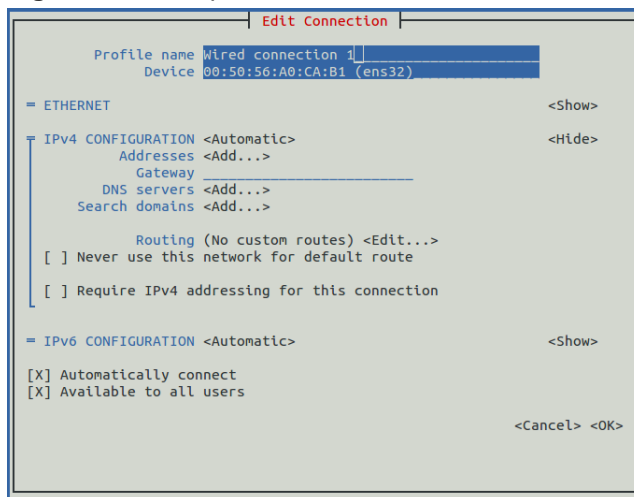 Edit Connection
Profile name Wired connection 1
Device 00:50:56:A0:CA:B1 (ens32)
= ETHERNET <Show>
IPv4 CONFIGURATION <Automatic> <Hide>
Addresses <Add...>
Gateway
DNS servers <Add...>
Search domains <Add...>
Routing (No custom routes) <Edit...>
[ ] Never use this network for default route
[ ] Require IPv4 addressing for this connection
= IPv6 CONFIGURATION <Automatic> <Show>
[X] Automatically connect
[X] Available to all users
<Cancel> <OK>